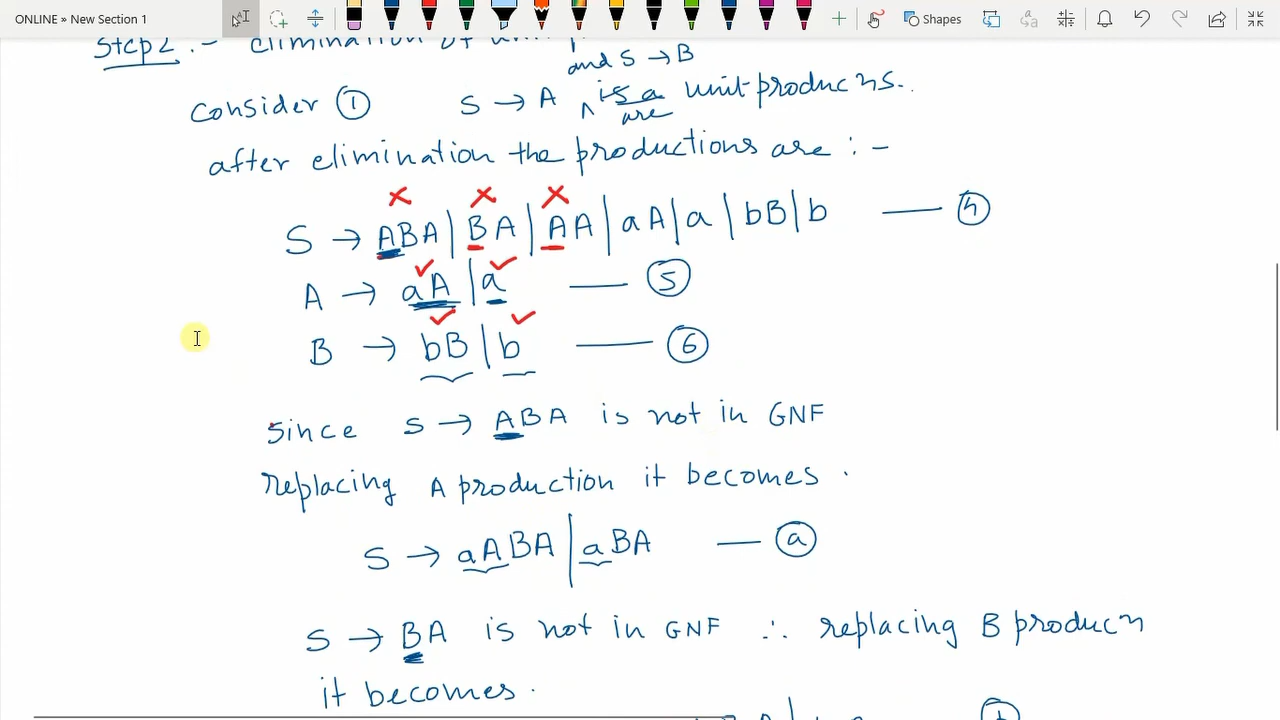 ONLINE » New Section 1
Shapes
Step2 :- elimination of
and S → B
Consider ① S → A ∧ is a are unit producns.
after elimination the productions are : -
S → ABA | BA | AA | aA | a | bB | b — ④
A → aA | a — ⑤
B → bB | b — ⑥
Since S → ABA is not in GNF
replacing A production it becomes .
S → aABA | aBA — ⓐ
S → BA is not in GNF ∴ replacing B producn
it becomes .